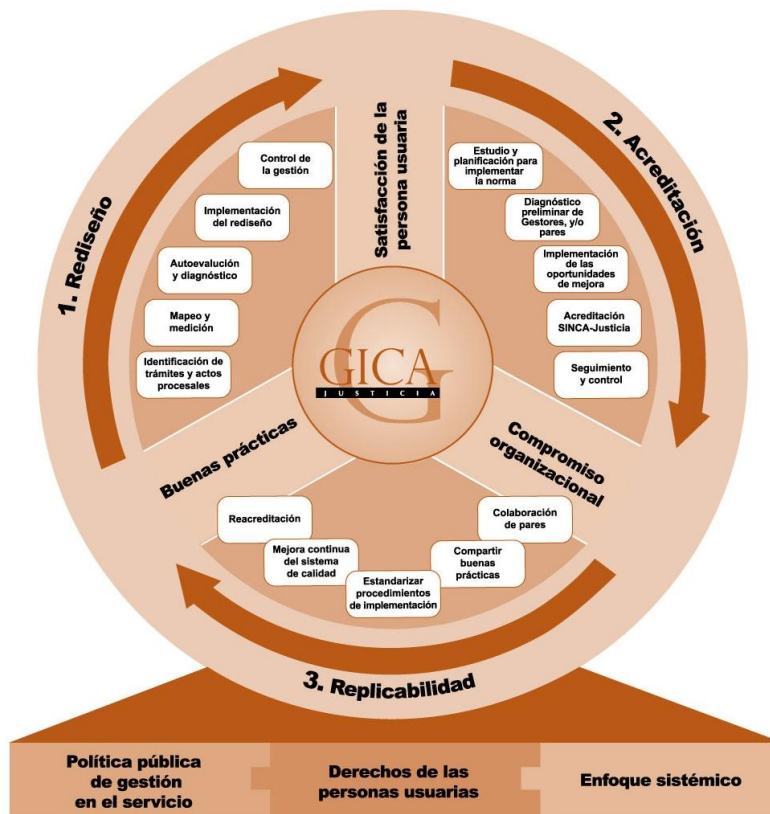 1. Rediseño
Control de
la gestión
Implementación
del rediseño
Autoevalución
y diagnóstico
Mapeo y
medición
Identificación de
trámites y actos
procesales
Satisfacción de la
persona usuaria
2. Acreditación
Estudio y
planificación para
implementar
la norma
Diagnóstico
preliminar de
Gestores, y/o
pares
Implementación
de las
oportunidades
de mejora
Acreditación
SINCA-Justicia
Seguimiento
y control
G
GICA
JUSTICIA
Buenas prácticas
Compromiso
organizacional
Reacreditación
Mejora continua
del sistema
de calidad
Estandarizar
procedimientos
de implementación
Compartir
buenas
prácticas
Colaboración
de pares
3. Replicabilidad
Política pública
de gestión
en el servicio
Derechos de las
personas usuarias
Enfoque sistémico